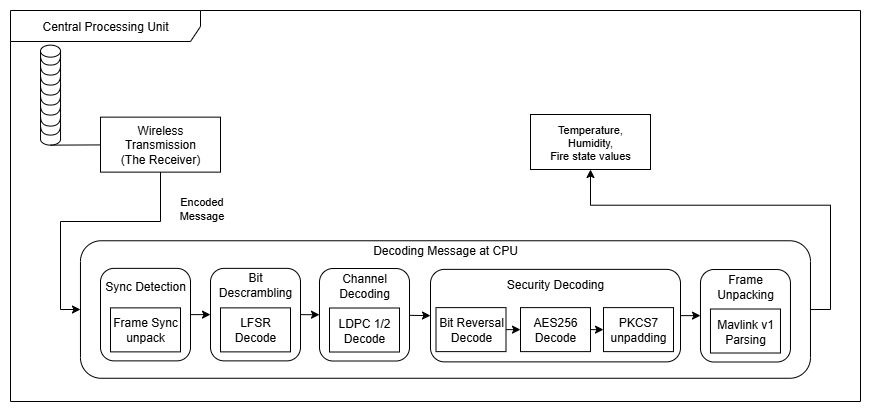 Central Processing Unit
Wireless
Transmission
(The Receiver)
Temperature,
Humidity,
Fire state values
Encoded
Message
Decoding Message at CPU
Sync Detection
Frame Sync
unpack
Bit
Descrambling
LFSR
Decode
Channel
Decoding
LDPC 1/2
Decode
Security Decoding
Bit Reversal
Decode
AES256
Decode
PKCS7
unpadding
Frame
Unpacking
Mavlink v1
Parsing